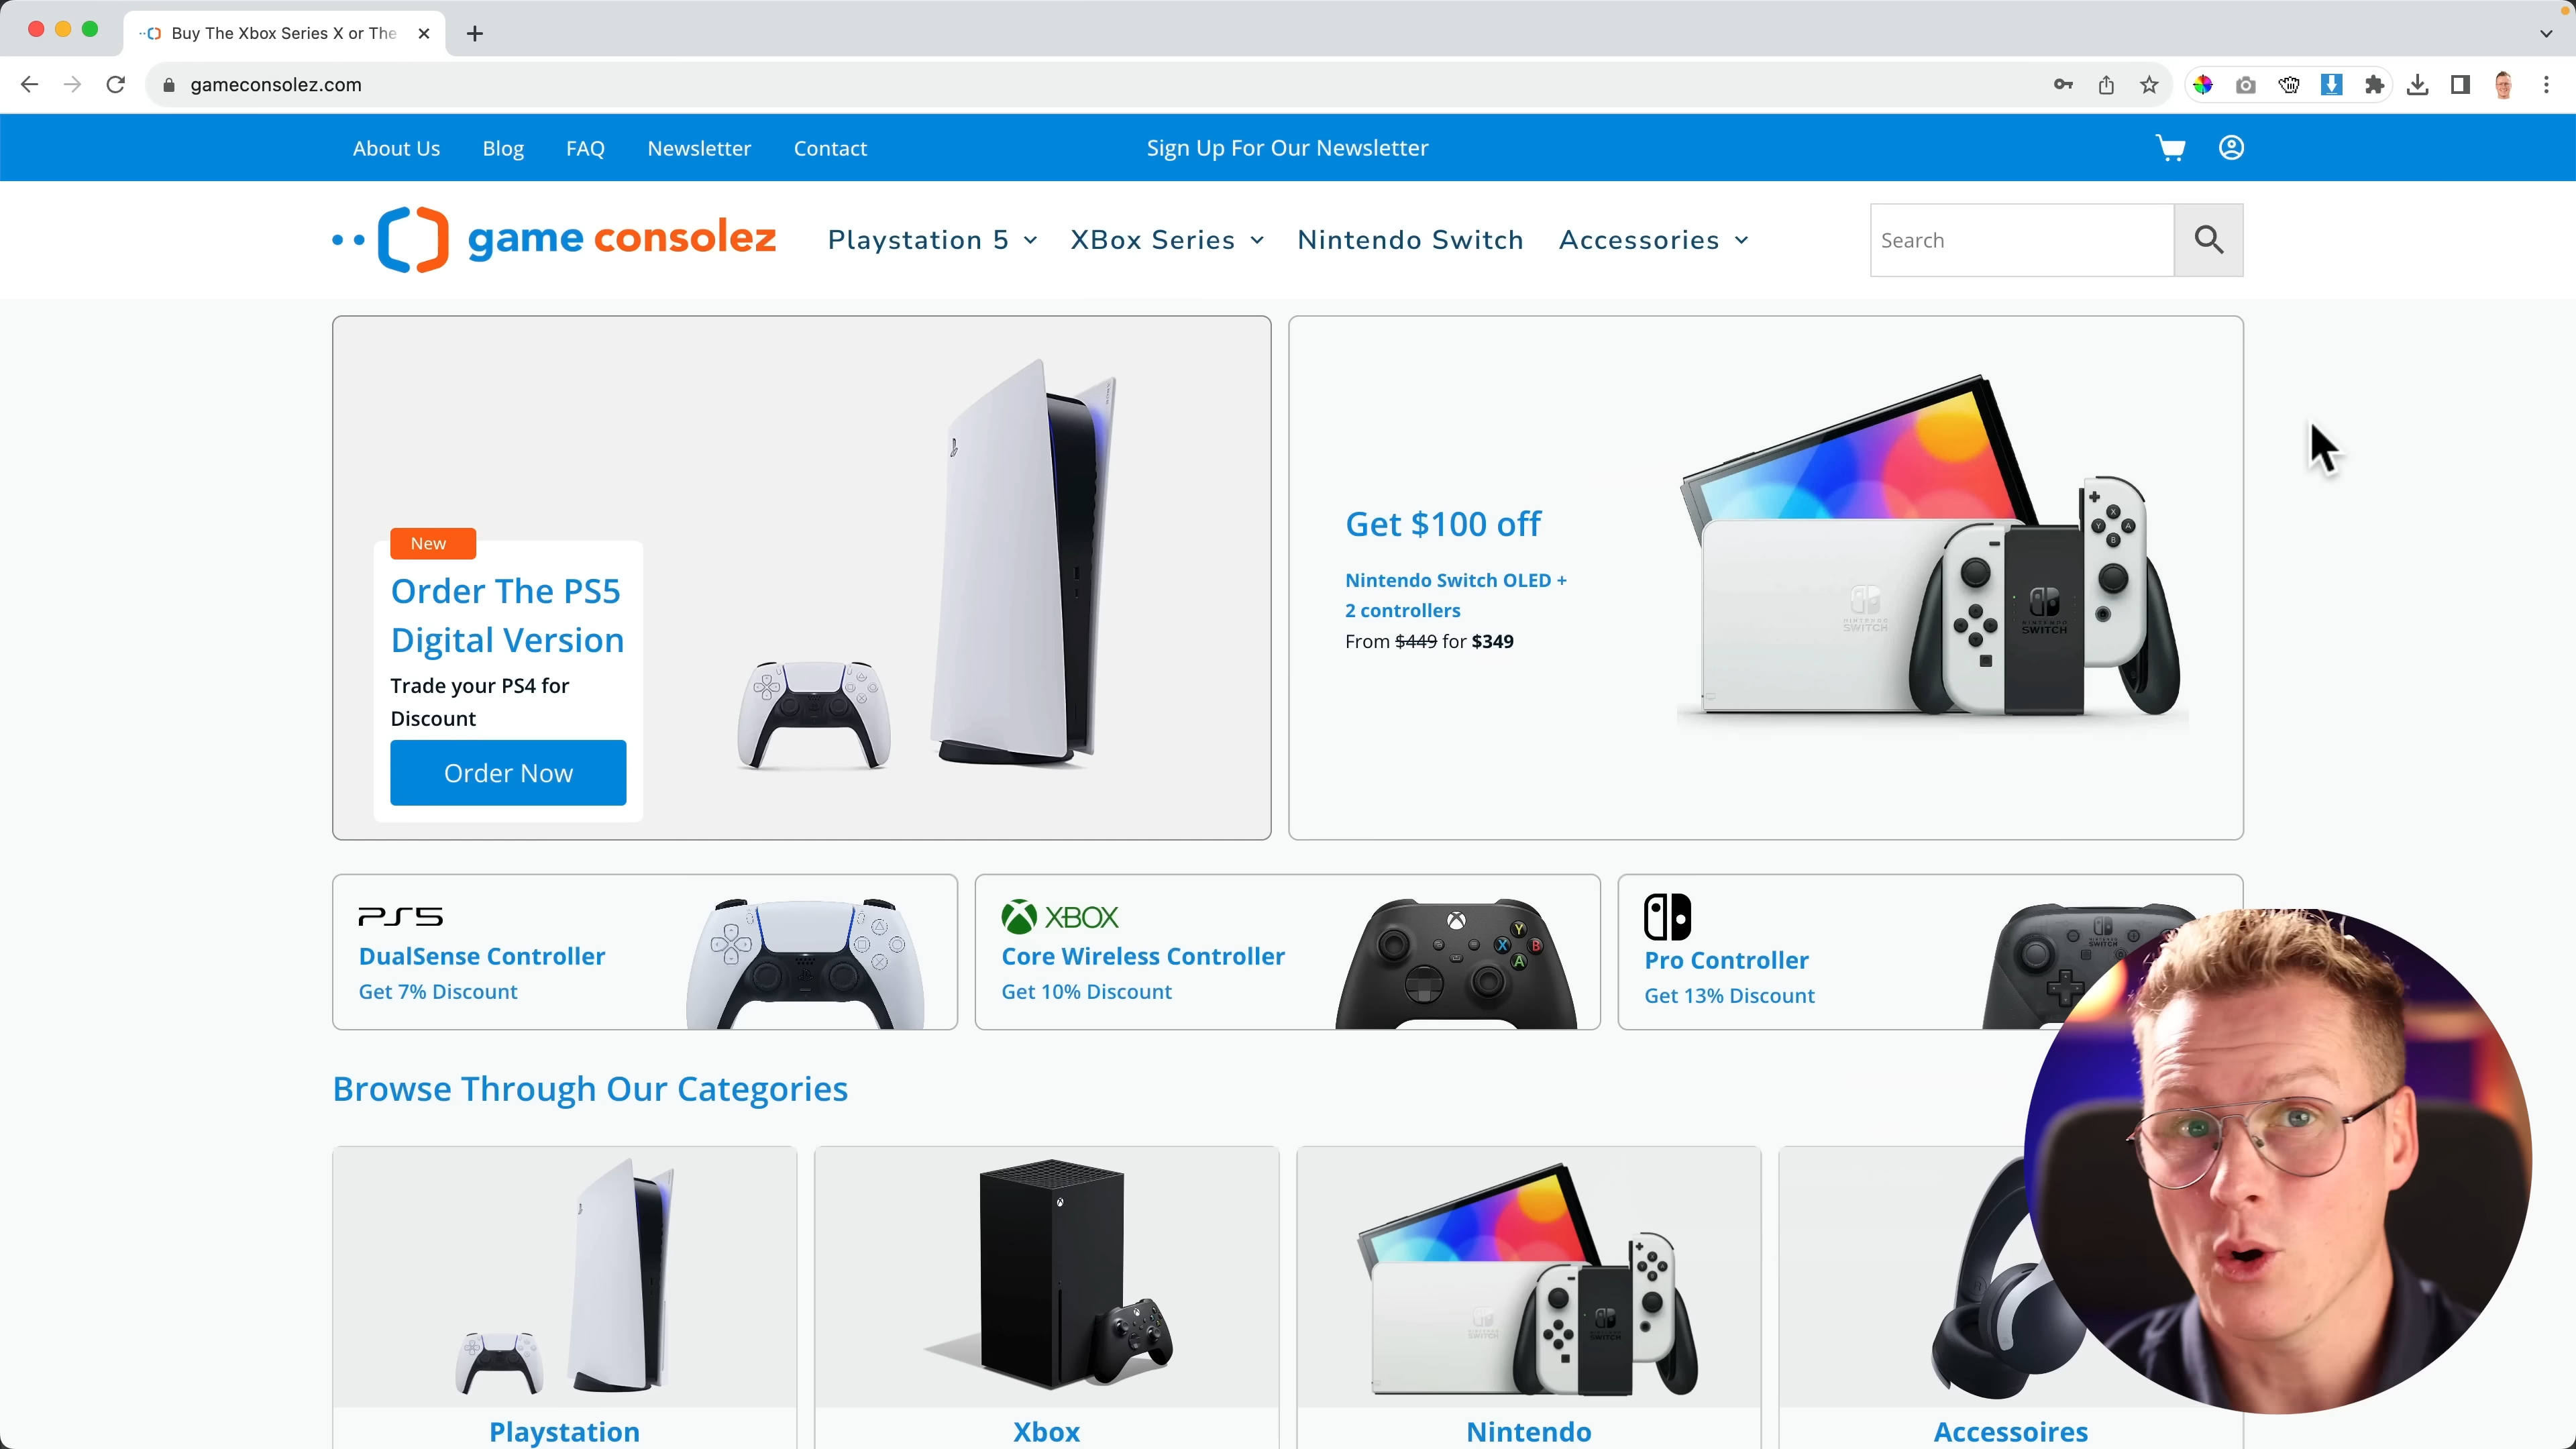 Buy The Xbox Series X or The
gameconsolez.com
About Us Blog FAQ Newsletter Contact Sign Up For Our Newsletter
game consolez Playstation 5 XBox Series Nintendo Switch Accessories Search
New
Order The PS5
Digital Version
Trade your PS4 for
Discount
Order Now
Get $100 off
Nintendo Switch OLED +
2 controllers
From $449 for $349
NINTENDO
SWITCH
NINTENDO
SWITCH
PS5
DualSense Controller
Get 7% Discount
XBOX
Core Wireless Controller
Get 10% Discount
Pro Controller
Get 13% Discount
Browse Through Our Categories
Playstation Xbox Nintendo Accessoires